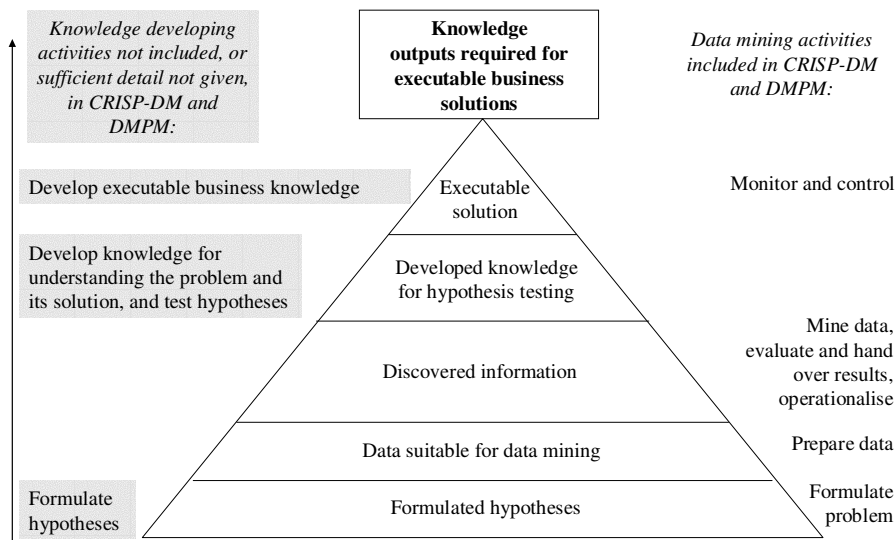 Knowledge developing
activities not included, or
sufficient detail not given,
in CRISP-DM and
DMPM:
Knowledge
outputs required for
executable business
solutions
Data mining activities
included in CRISP-DM
and DMPM:
Develop executable business knowledge
Executable
solution
Monitor and control
Develop knowledge for
understanding the problem and
its solution, and test hypotheses
Developed knowledge
for hypothesis testing
Discovered information
Mine data,
evaluate and hand
over results,
operationalise
Data suitable for data mining
Prepare data
Formulate
hypotheses
Formulated hypotheses
Formulate
problem